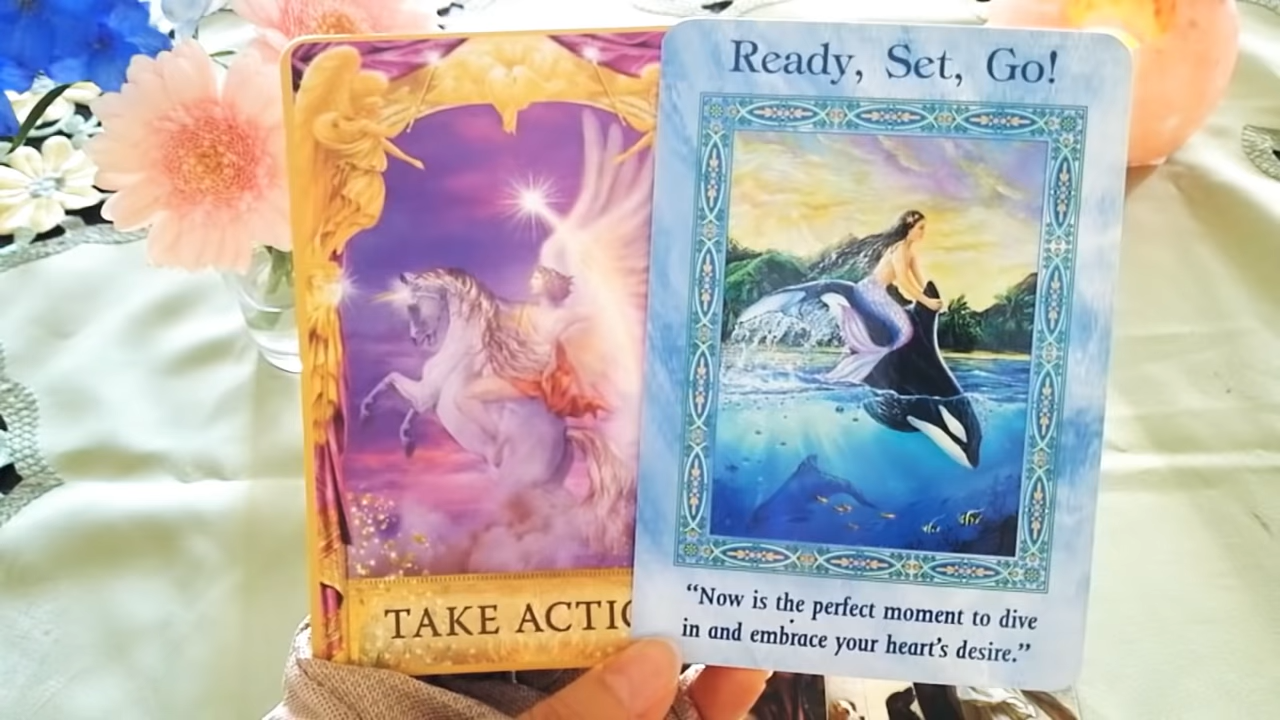 TAKE ACTIO
Ready, Set, Go!
“Now is the perfect moment to dive
in and embrace your heart’s desire.”